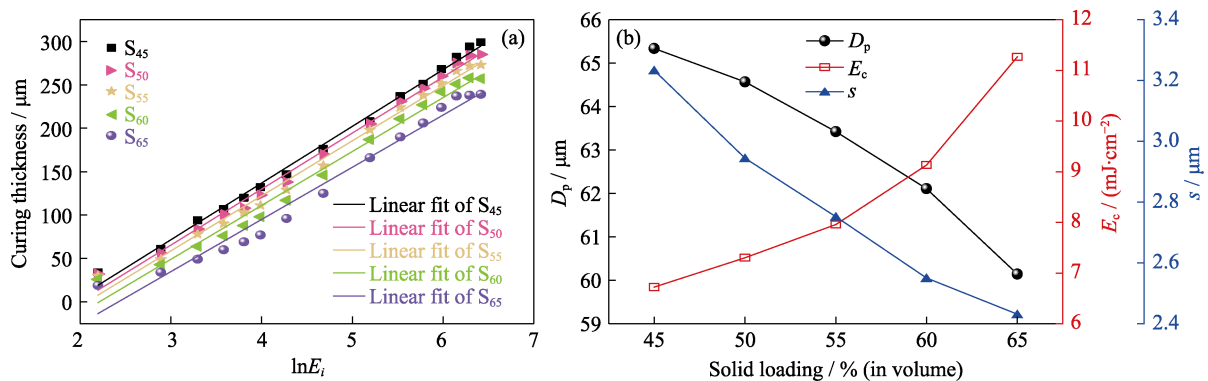 (a)
S₄₅
S₅₀
S₅₅
S₆₀
S₆₅
Linear fit of S₄₅
Linear fit of S₅₀
Linear fit of S₅₅
Linear fit of S₆₀
Linear fit of S₆₅
Curing thickness / μm
300
250
200
150
100
50
0
2 3 4 5 6 7
lnEᵢ
(b)
Dₚ
E_c
s
Dₚ / μm
66
65
64
63
62
61
60
59
45 50 55 60 65
Solid loading / % (in volume)
12
11
10
9
8
7
6
E_c / (mJ·cm⁻²)
3.4
3.2
3.0
2.8
2.6
2.4
s / μm